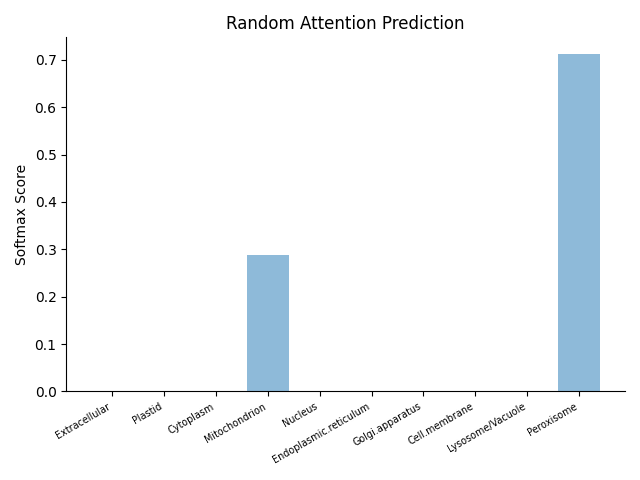 Random Attention Prediction
Softmax Score
0.7
0.6
0.5
0.4
0.3
0.2
0.1
0.0
Extracellular
Plastid
Cytoplasm
Mitochondrion
Nucleus
Endoplasmic.reticulum
Golgi.apparatus
Cell.membrane
Lysosome/Vacuole
Peroxisome